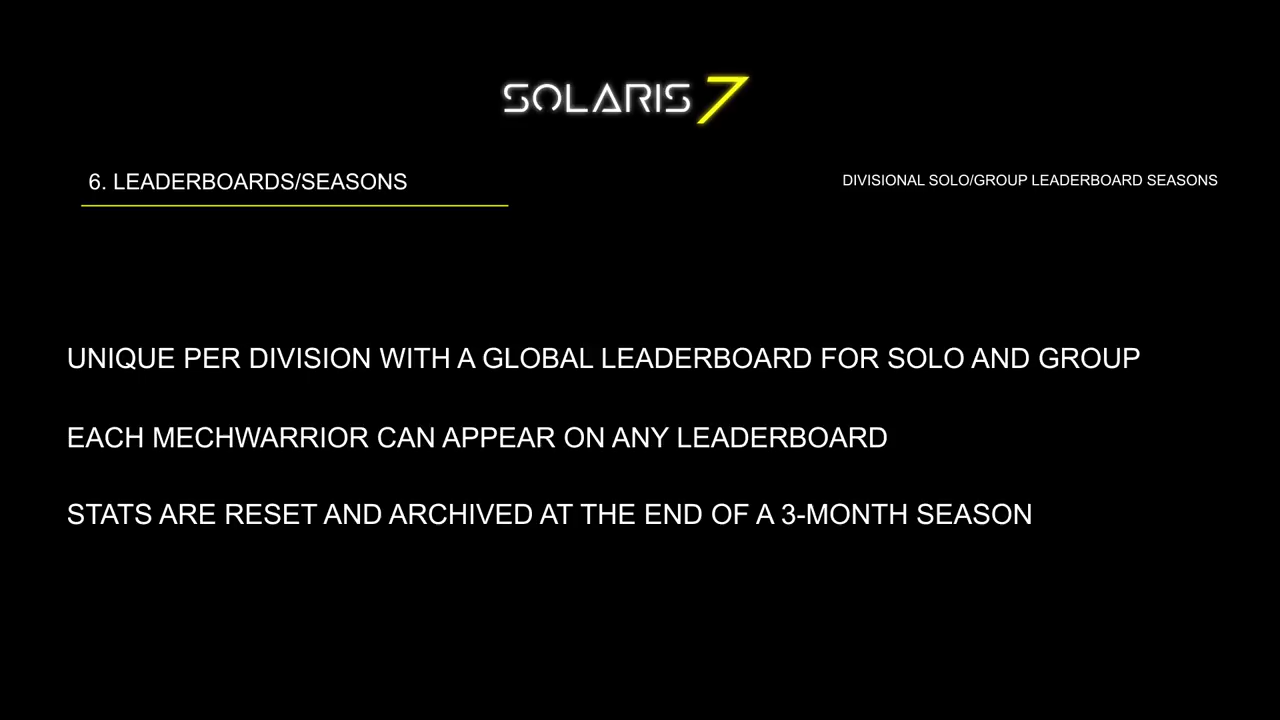 SOLARIS 7
6. LEADERBOARDS/SEASONS
DIVISIONAL SOLO/GROUP LEADERBOARD SEASONS
UNIQUE PER DIVISION WITH A GLOBAL LEADERBOARD FOR SOLO AND GROUP
EACH MECHWARRIOR CAN APPEAR ON ANY LEADERBOARD
STATS ARE RESET AND ARCHIVED AT THE END OF A 3-MONTH SEASON